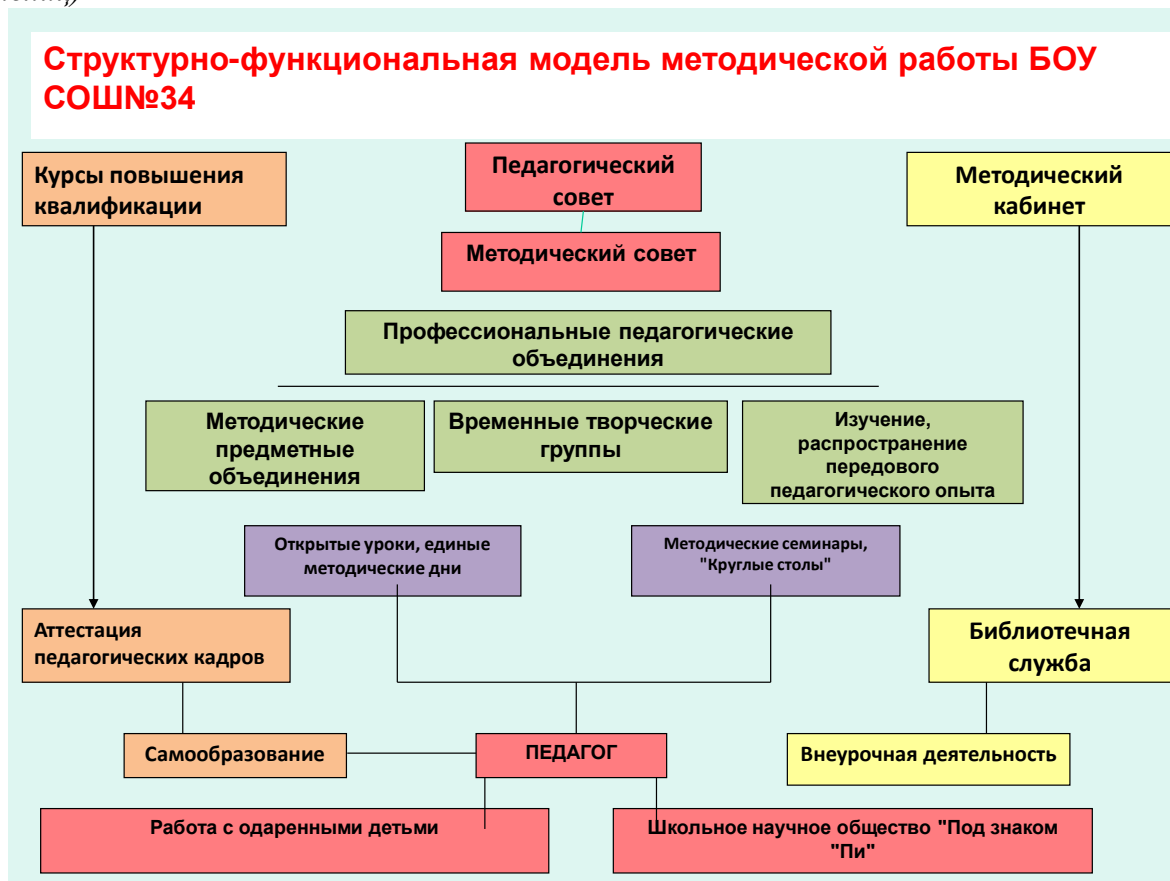 Структурно-функциональная модель методической работы БОУ
СОШ№34
Курсы повышения
квалификации
Педагогический
совет
Методический
кабинет
Методический совет
Профессиональные педагогические
объединения
Методические
предметные
объединения
Временные творческие
группы
Изучение,
распространение
передового
педагогического опыта
Открытые уроки, единые
методические дни
Методические семинары,
"Круглые столы"
Аттестация
педагогических кадров
Библиотечная
служба
Самообразование
ПЕДАГОГ
Внеурочная деятельность
Работа с одаренными детьми
Школьное научное общество "Под знаком
"Пи"